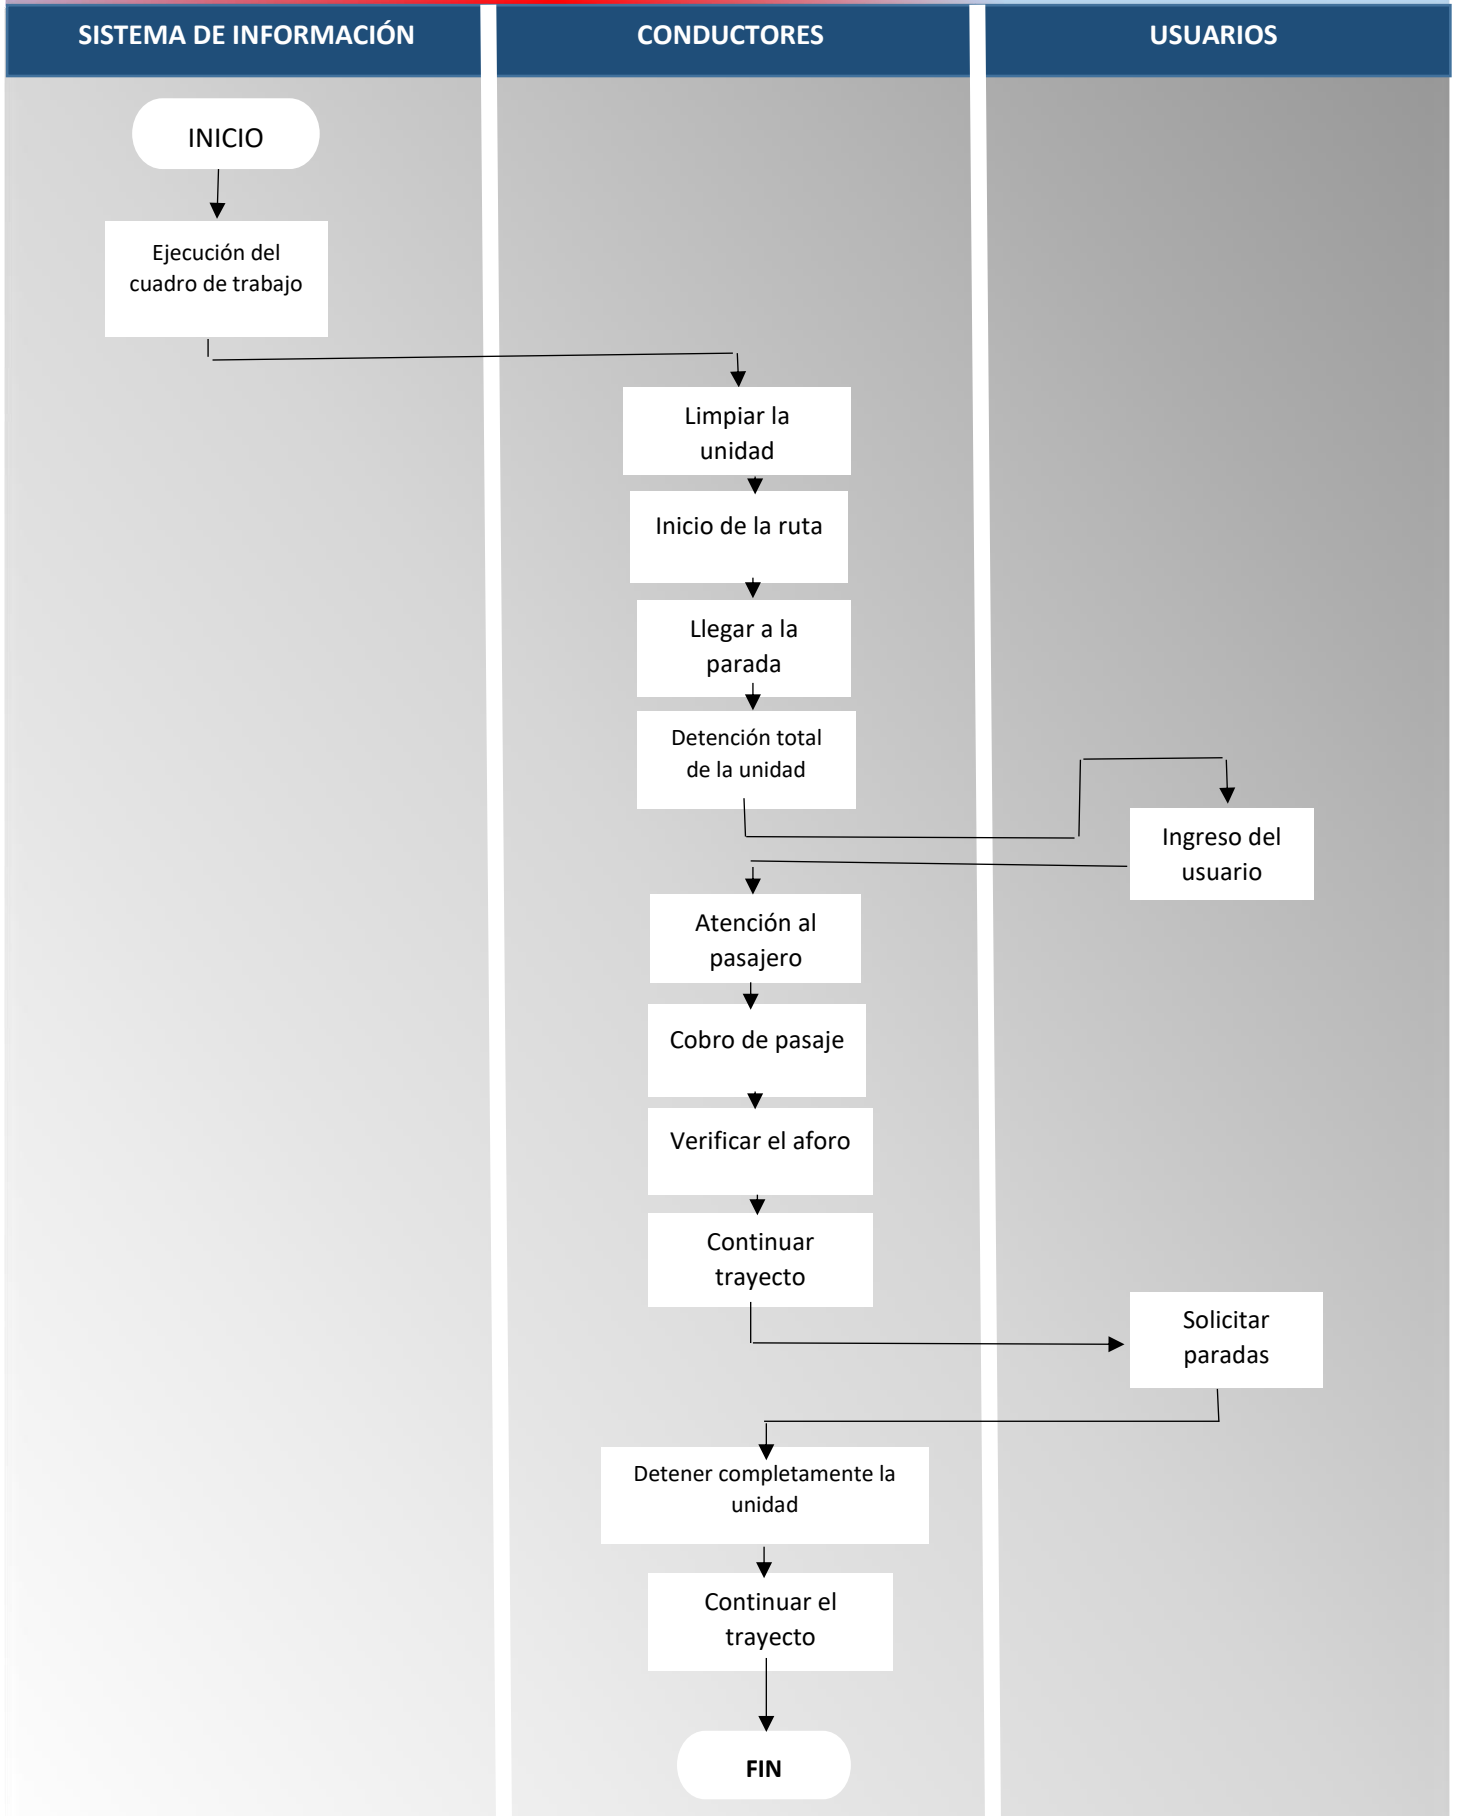 SISTEMA DE INFORMACIÓN
CONDUCTORES
USUARIOS
INICIO
Ejecución del
cuadro de trabajo
Limpiar la
unidad
Inicio de la ruta
Llegar a la
parada
Detención total
de la unidad
Ingreso del
usuario
Atención al
pasajero
Cobro de pasaje
Verificar el aforo
Continuar
trayecto
Solicitar
paradas
Detener completamente la
unidad
Continuar el
trayecto
FIN